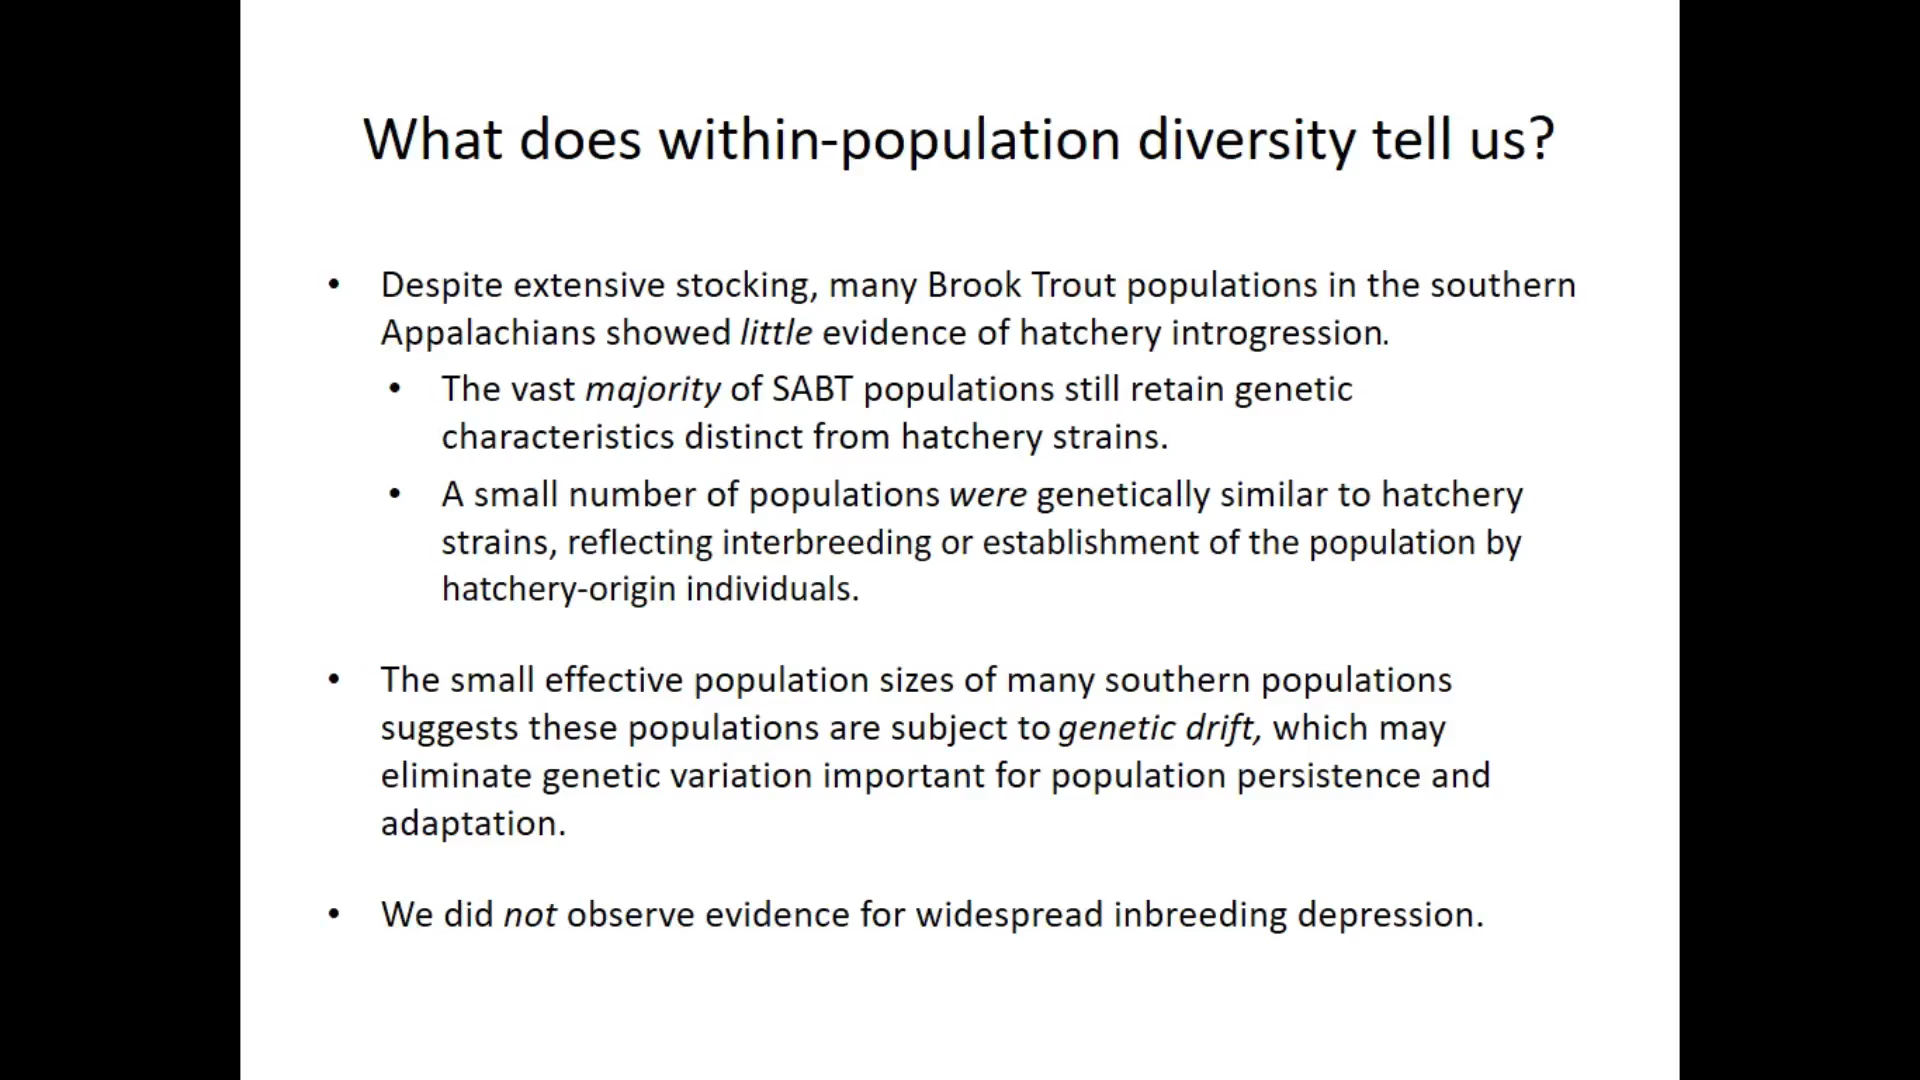 What does within-population diversity tell us?
• Despite extensive stocking, many Brook Trout populations in the southern
Appalachians showed little evidence of hatchery introgression.
• The vast majority of SABT populations still retain genetic
characteristics distinct from hatchery strains.
• A small number of populations were genetically similar to hatchery
strains, reflecting interbreeding or establishment of the population by
hatchery-origin individuals.
• The small effective population sizes of many southern populations
suggests these populations are subject to genetic drift, which may
eliminate genetic variation important for population persistence and
adaptation.
• We did not observe evidence for widespread inbreeding depression.